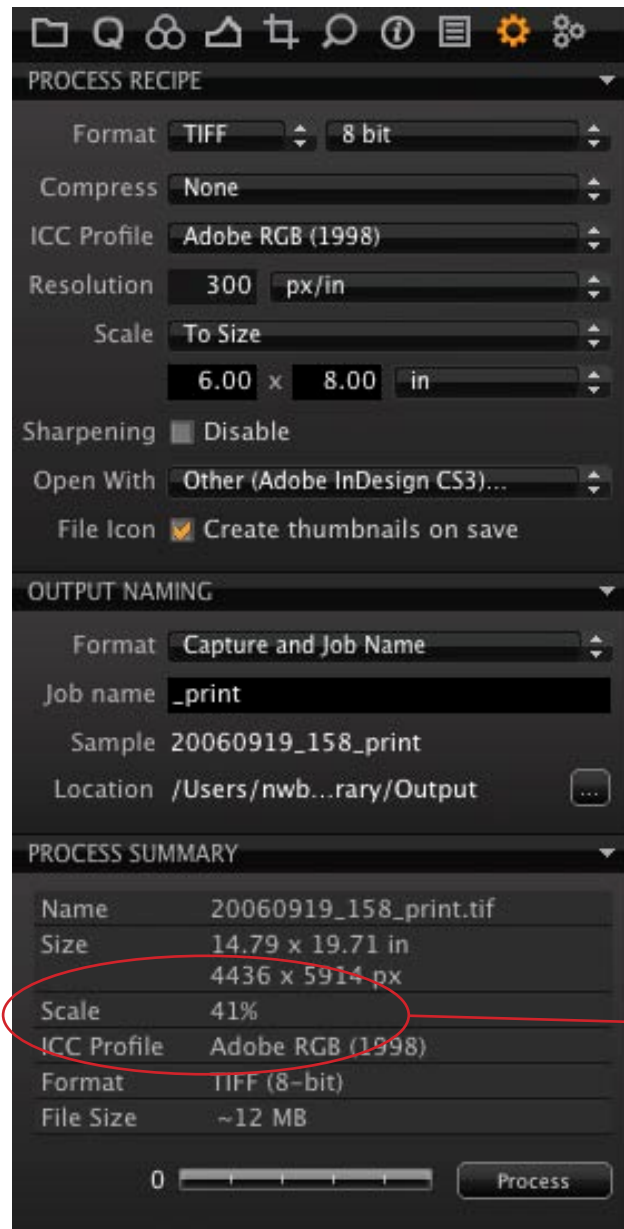 PROCESS RECIPE
Format TIFF 8 bit
Compress None
ICC Profile Adobe RGB (1998)
Resolution 300 px/in
Scale To Size
6.00 x 8.00 in
Sharpening Disable
Open With Other (Adobe InDesign CS3)...
File Icon Create thumbnails on save
OUTPUT NAMING
Format Capture and Job Name
Job name _print
Sample 20060919_158_print
Location /Users/nwb...rary/Output ...
PROCESS SUMMARY
Name 20060919_158_print.tif
Size 14.79 x 19.71 in
4436 x 5914 px
Scale 41%
ICC Profile Adobe RGB (1998)
Format TIFF (8-bit)
File Size ~12 MB
0 Process